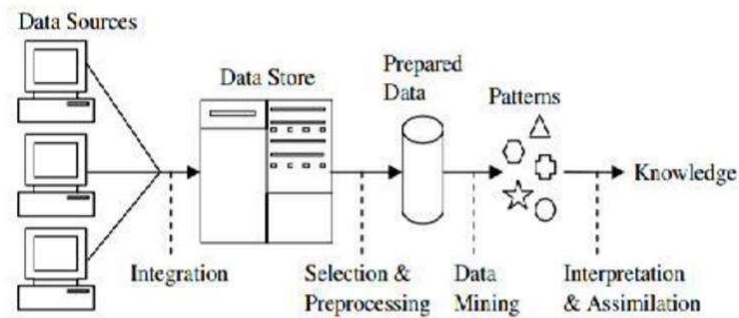 Data Sources
Data Store
Prepared
Data
Patterns
Knowledge
Integration
Selection &
Preprocessing
Data
Mining
Interpretation
& Assimilation